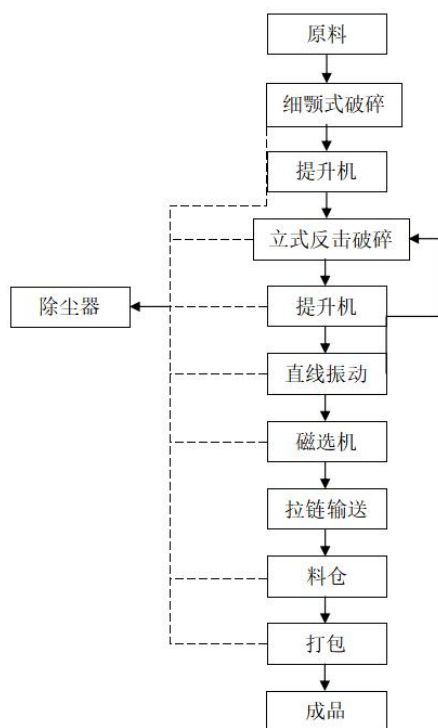 原料
细颚式破碎
提升机
立式反击破碎
除尘器
提升机
直线振动
磁选机
拉链输送
料仓
打包
成品